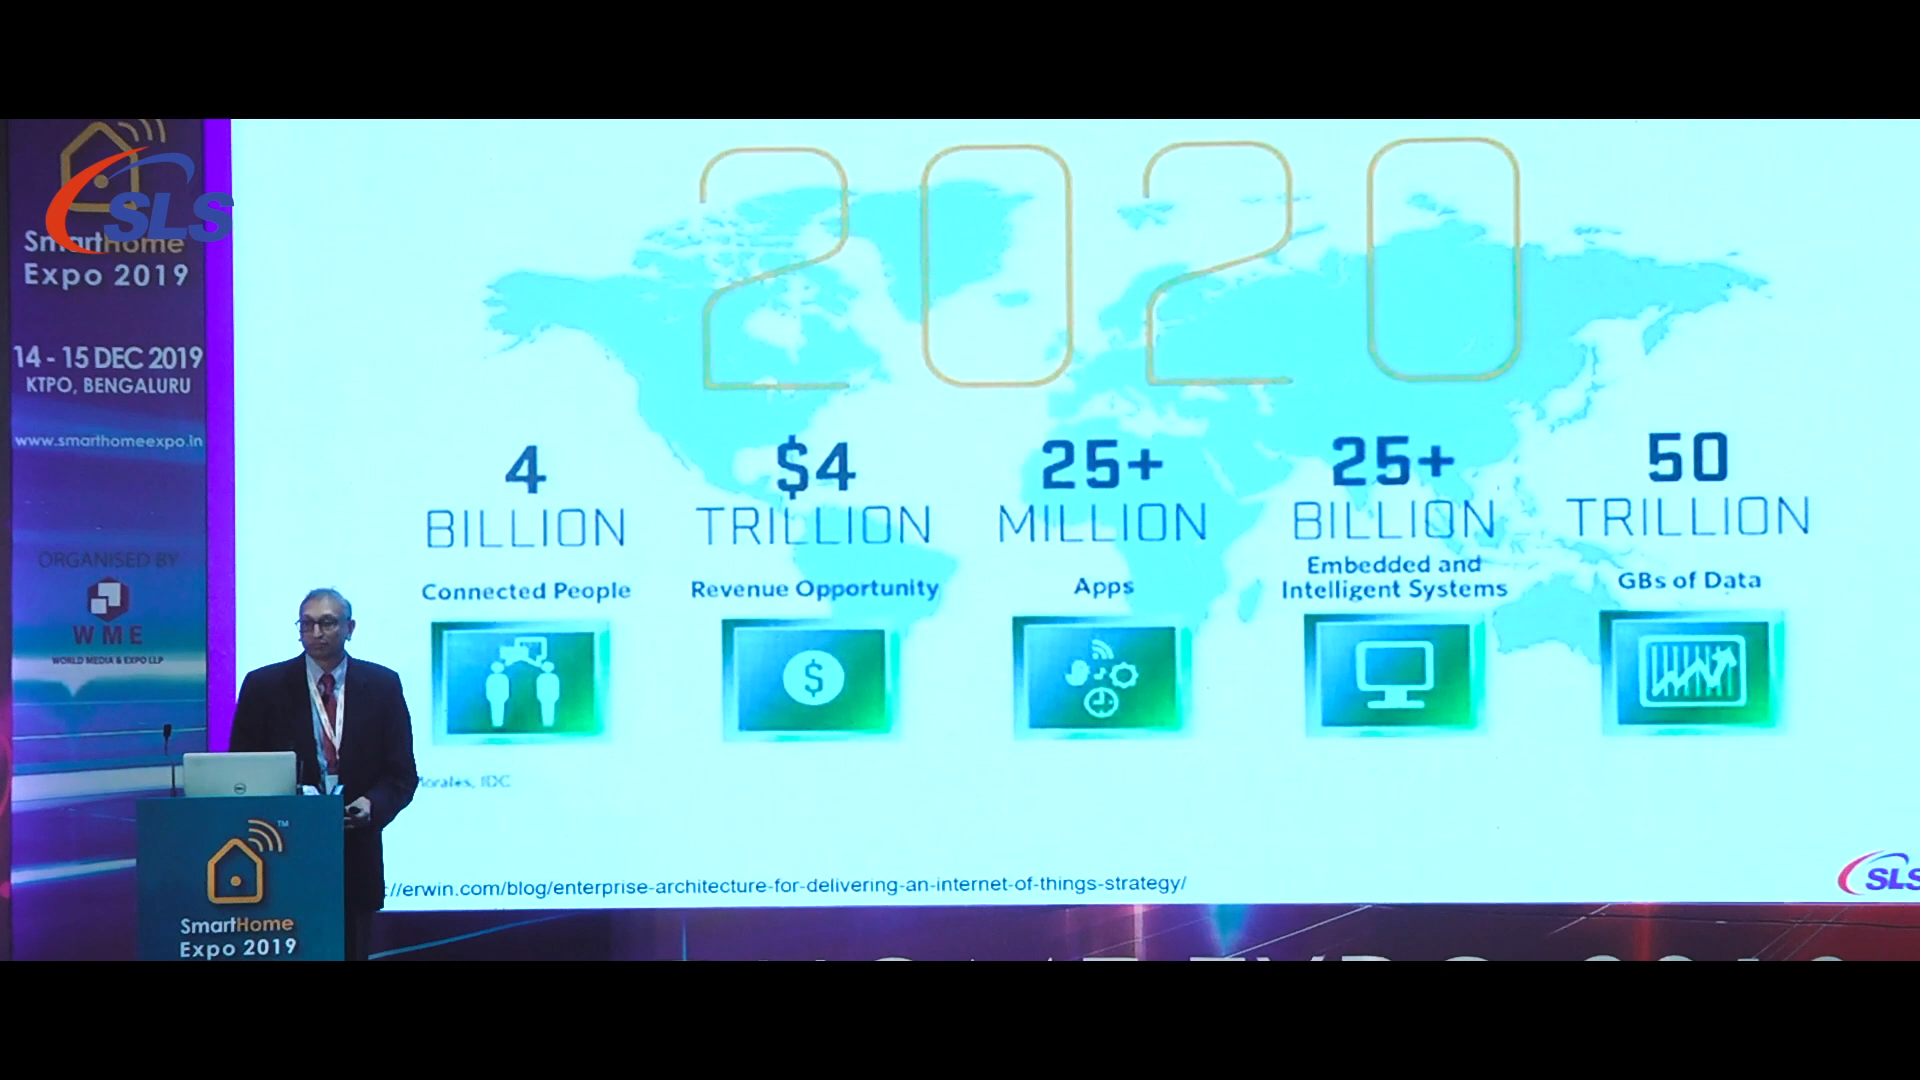 SLS
SmartHome
Expo 2019
14 - 15 DEC 2019
KTPO, BENGALURU
www.smarthomeexpo.in
ORGANISED BY
WME
WORLD MEDIA & EXPO LLP
2020
4
BILLION
Connected People
$4
TRILLION
Revenue Opportunity
25+
MILLION
Apps
25+
BILLION
Embedded and
Intelligent Systems
50
TRILLION
GBs of Data
$
Morales, IDC
://erwin.com/blog/enterprise-architecture-for-delivering-an-internet-of-things-strategy/
SLS
DELL
TM
SmartHome
Expo 2019